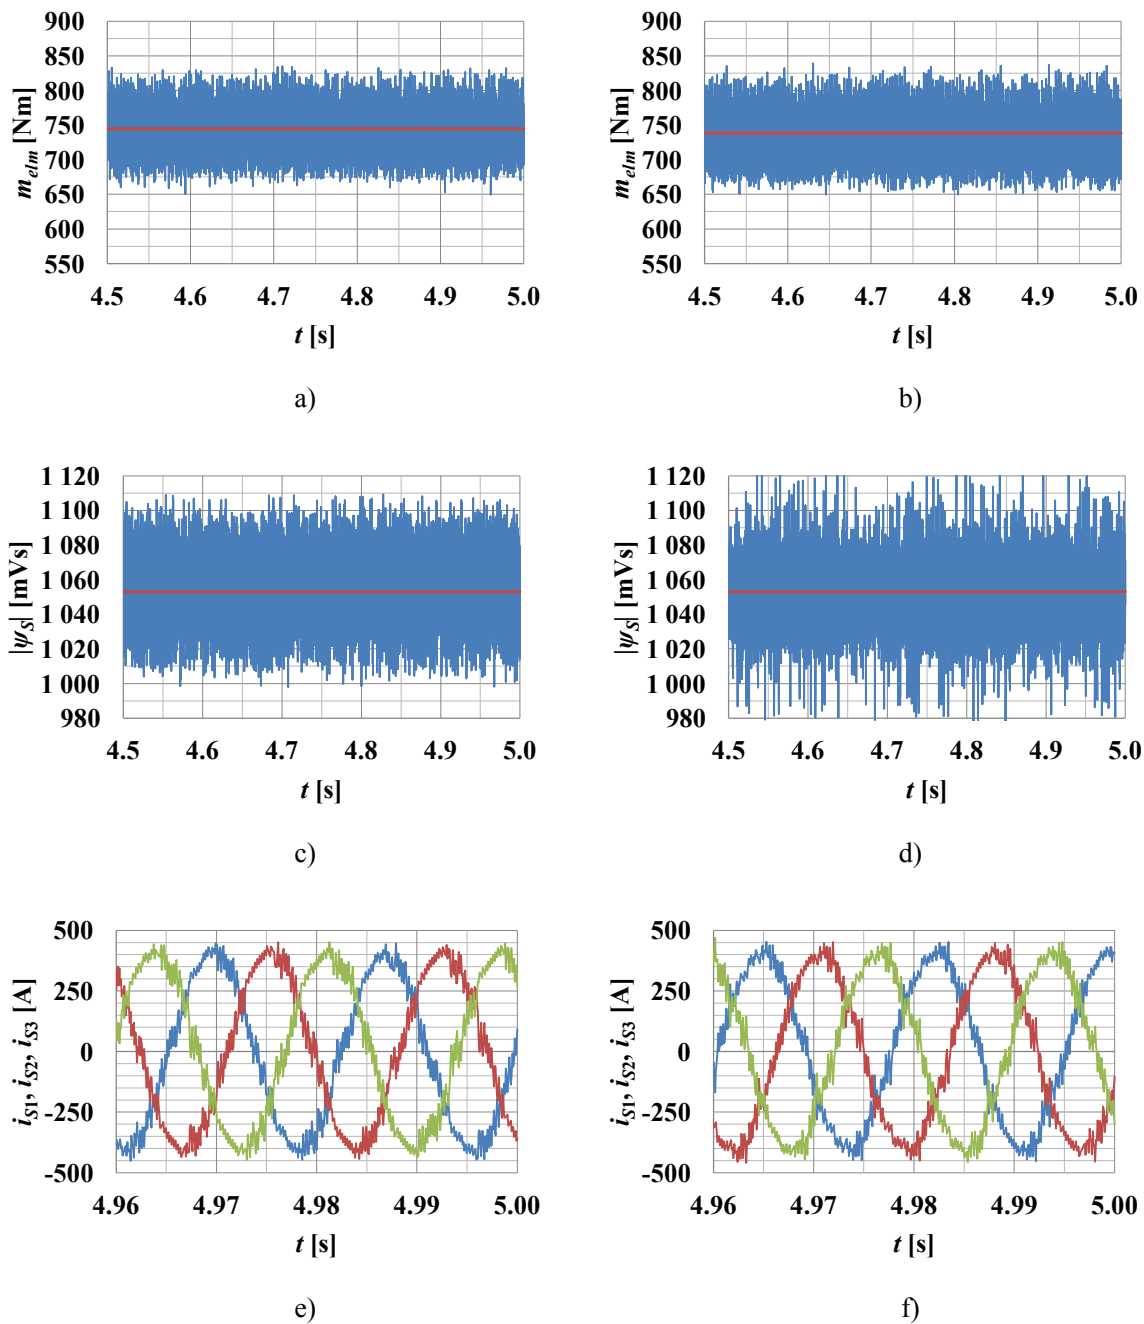 900
850
800
750
700
650
600
550
m_elm [Nm]
4.5 4.6 4.7 4.8 4.9 5.0
t [s]
a)
900
850
800
750
700
650
600
550
m_elm [Nm]
4.5 4.6 4.7 4.8 4.9 5.0
t [s]
b)
1 120
1 100
1 080
1 060
1 040
1 020
1 000
980
|ψ_S| [mVs]
4.5 4.6 4.7 4.8 4.9 5.0
t [s]
c)
1 120
1 100
1 080
1 060
1 040
1 020
1 000
980
|ψ_S| [mVs]
4.5 4.6 4.7 4.8 4.9 5.0
t [s]
d)
500
250
0
-250
-500
i_S1, i_S2, i_S3 [A]
4.96 4.97 4.98 4.99 5.00
t [s]
e)
500
250
0
-250
-500
i_S1, i_S2, i_S3 [A]
4.96 4.97 4.98 4.99 5.00
t [s]
f)